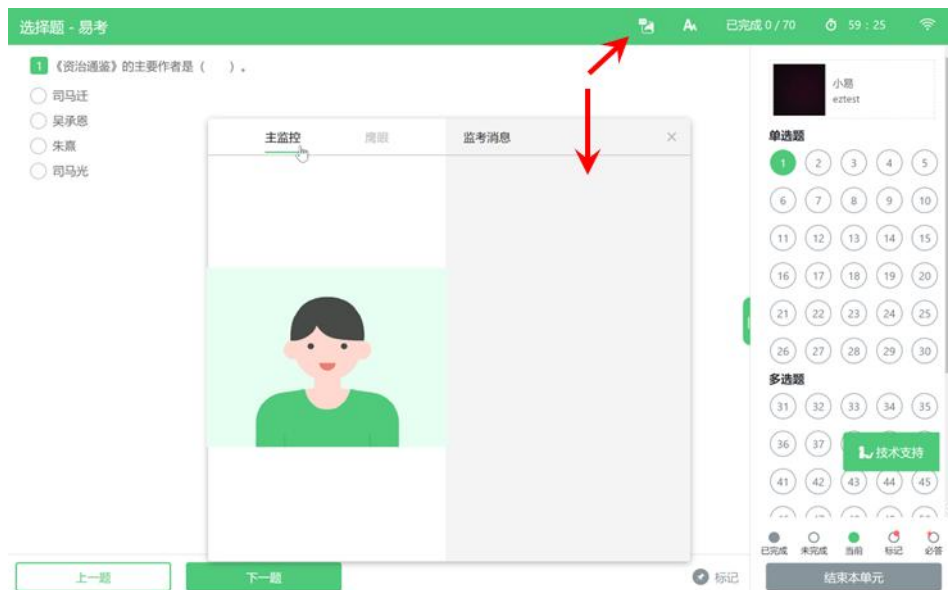 选择题 - 易考
已完成 0 / 70
59 : 25
1 《资治通鉴》的主要作者是（ ）.
司马迁
吴承恩
朱熹
司马光
主监控 鹰眼 监考消息
小易
eztest
单选题
1 2 3 4 5
6 7 8 9 10
11 12 13 14 15
16 17 18 19 20
21 22 23 24 25
26 27 28 29 30
多选题
31 32 33 34 35
36 37
技术支持
41 42 43 44 45
已完成 未完成 当前 标记 必答
上一题 下一题 标记 结束本单元